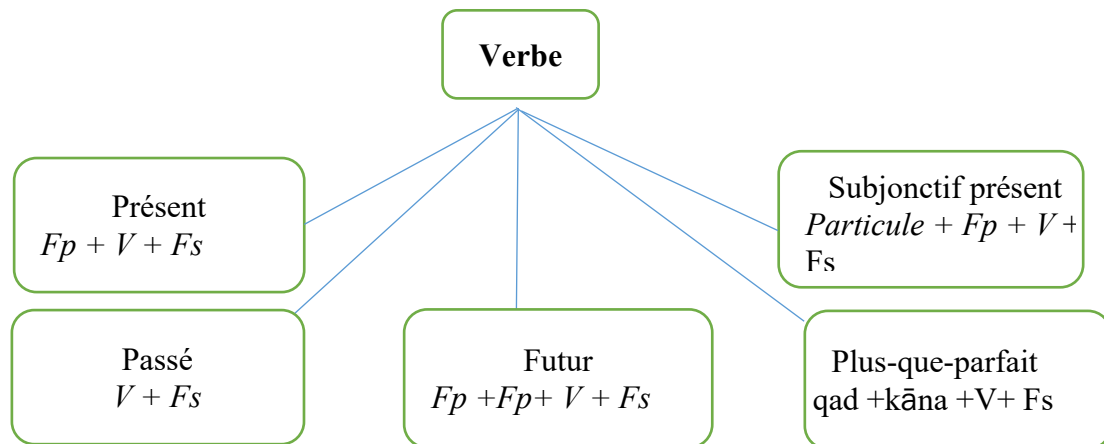 Verbe
Présent
Fp + V + Fs
Subjonctif présent
Particule + Fp + V +
Fs
Passé
V + Fs
Futur
Fp +Fp+ V + Fs
Plus-que-parfait
qad +kāna +V+ Fs